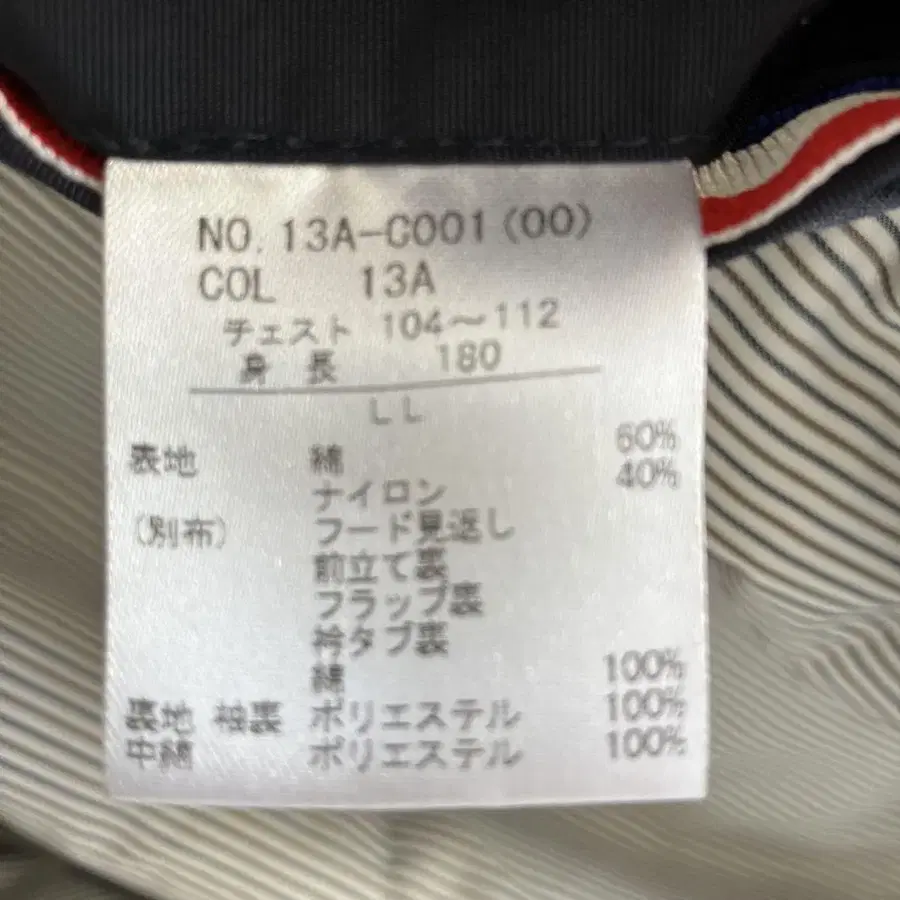 NO. 13A-C001(00)
COL 13A
チェスト 104〜112
身 長 180
LL
表地 綿 60%
ナイロン 40%
(別布) フード見返し
前立て裏
フラップ裏
衿タブ裏
綿 100%
裏地 袖裏 ポリエステル 100%
中綿 ポリエステル 100%